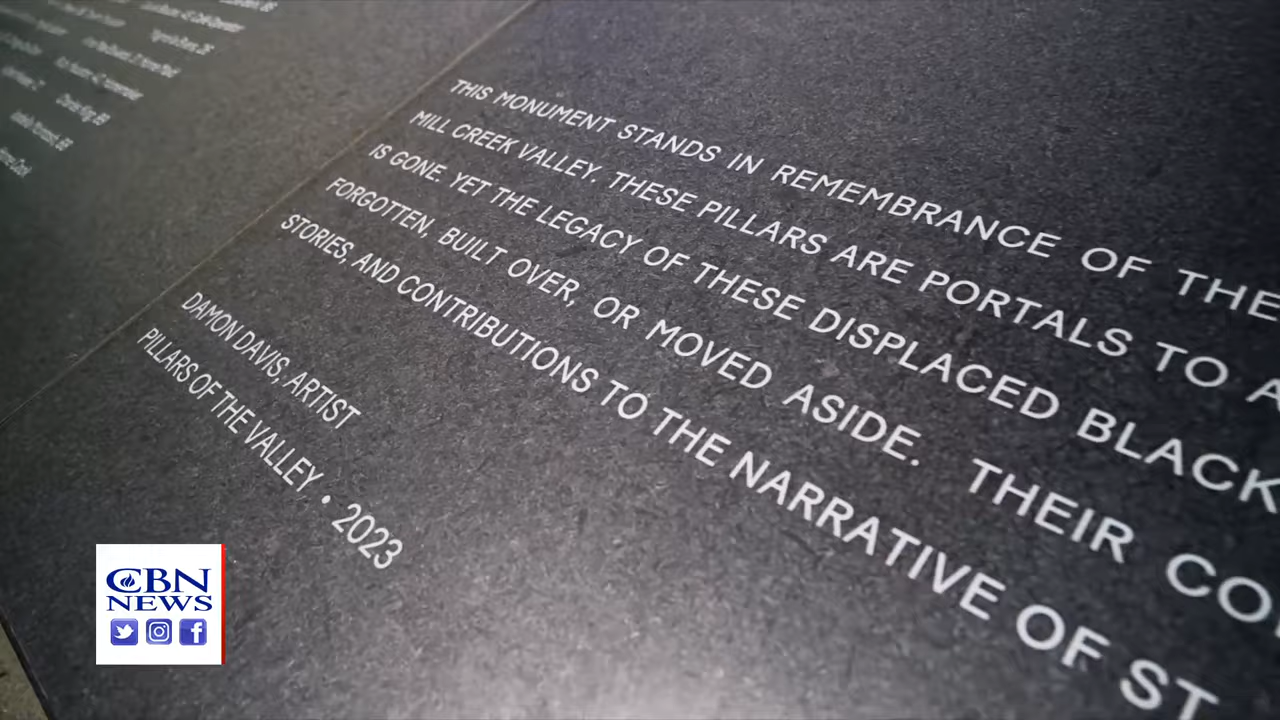 THIS MONUMENT STANDS IN REMEMBRANCE OF THE
MILL CREEK VALLEY. THESE PILLARS ARE PORTALS TO A
IS GONE. YET THE LEGACY OF THESE DISPLACED BLACK
FORGOTTEN, BUILT OVER, OR MOVED ASIDE. THEIR CO
STORIES, AND CONTRIBUTIONS TO THE NARRATIVE OF ST
DAMON DAVIS, ARTIST
PILLARS OF THE VALLEY • 2023
CBN
NEWS